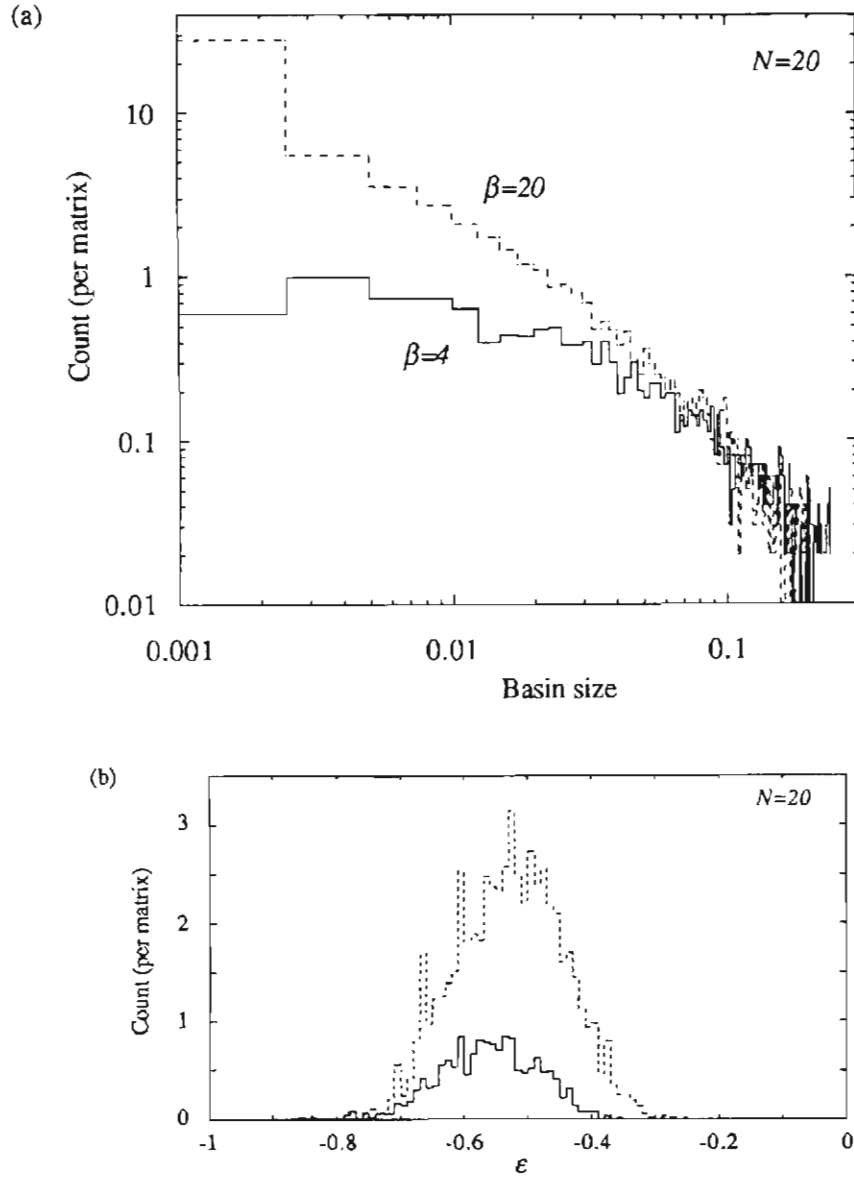 (a)
N=20
10
β=20
Count (per matrix)
1
β=4
0.1
0.01
0.001
0.01
0.1
Basin size
(b)
N=20
3
2
Count (per matrix)
1
0
-1
-0.8
-0.6
-0.4
-0.2
0
ε